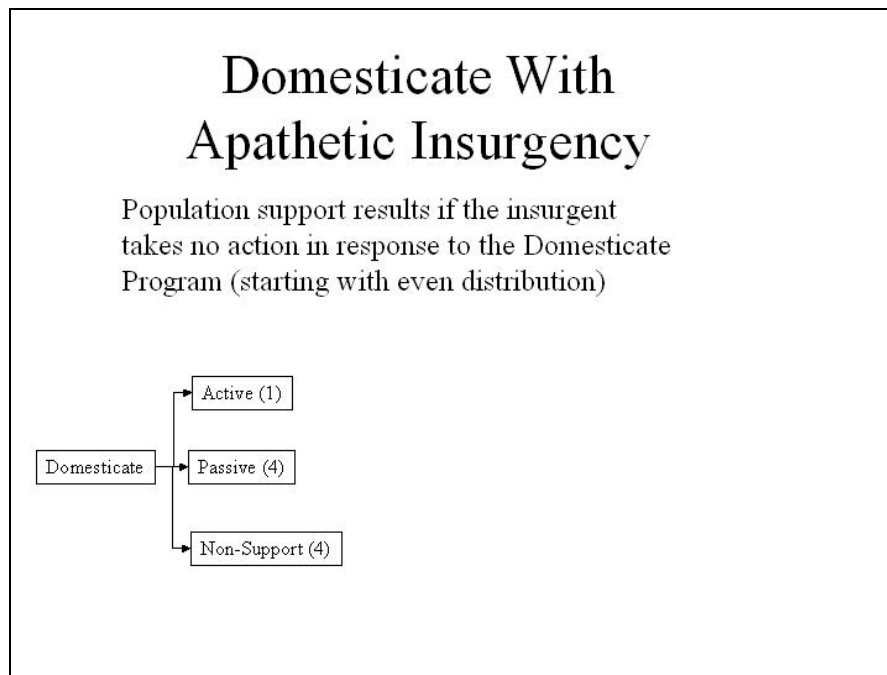 Domesticate With
Apathetic Insurgency
Population support results if the insurgent
takes no action in response to the Domesticate
Program (starting with even distribution)
Active (1)
Domesticate
Passive (4)
Non-Support (4)